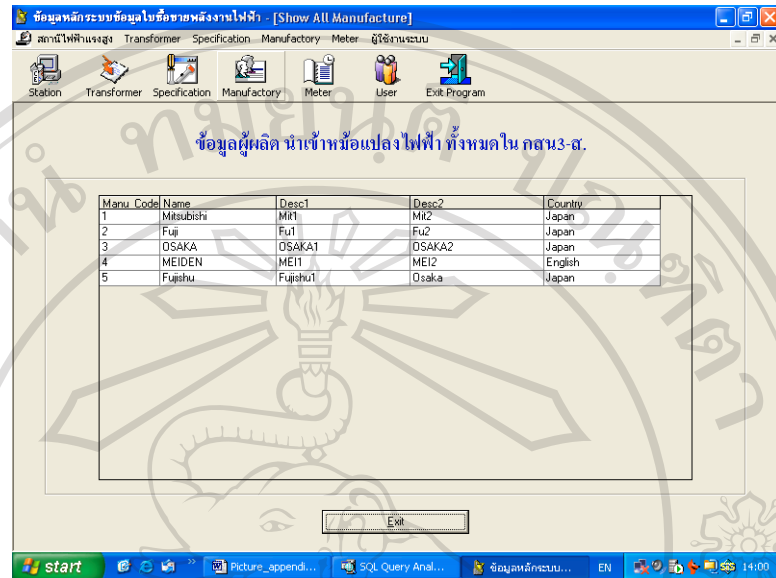 ข้อมูลหลักระบบข้อมูลใบซื้อขายพลังงานไฟฟ้า - [Show All Manufacture]
สถานีไฟฟ้าแรงสูง Transformer Specification Manufactory Meter ผู้ใช้งานระบบ
Station Transformer Specification Manufactory Meter User Exit Program
ข้อมูลผู้ผลิต นำเข้าหม้อแปลงไฟฟ้า ทั้งหมดใน กสน3-ส.
Manu_Code Name Desc1 Desc2 Country
1 Mitsubishi Mit1 Mit2 Japan
2 Fuji Fu1 Fu2 Japan
3 OSAKA OSAKA1 OSAKA2 Japan
4 MEIDEN MEI1 MEI2 English
5 Fujishu Fujishu1 Osaka Japan
Exit
start Picture_appendi... SQL Query Anal... ข้อมูลหลักระบบ... EN 14:00